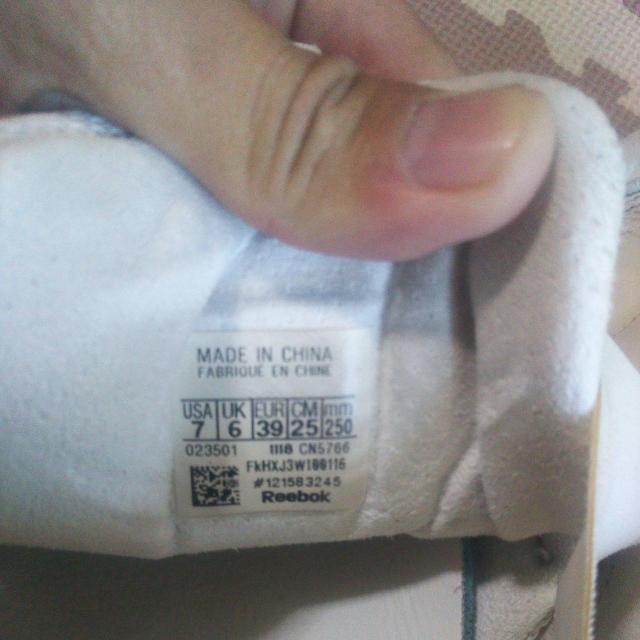 MADE IN CHINA
FABRIQUÉ EN CHINE
USA UK EUR CM mm
7 6 39 25 250
023501 1118 CN5766
FkHXJ3W100116
#121583245
Reebok